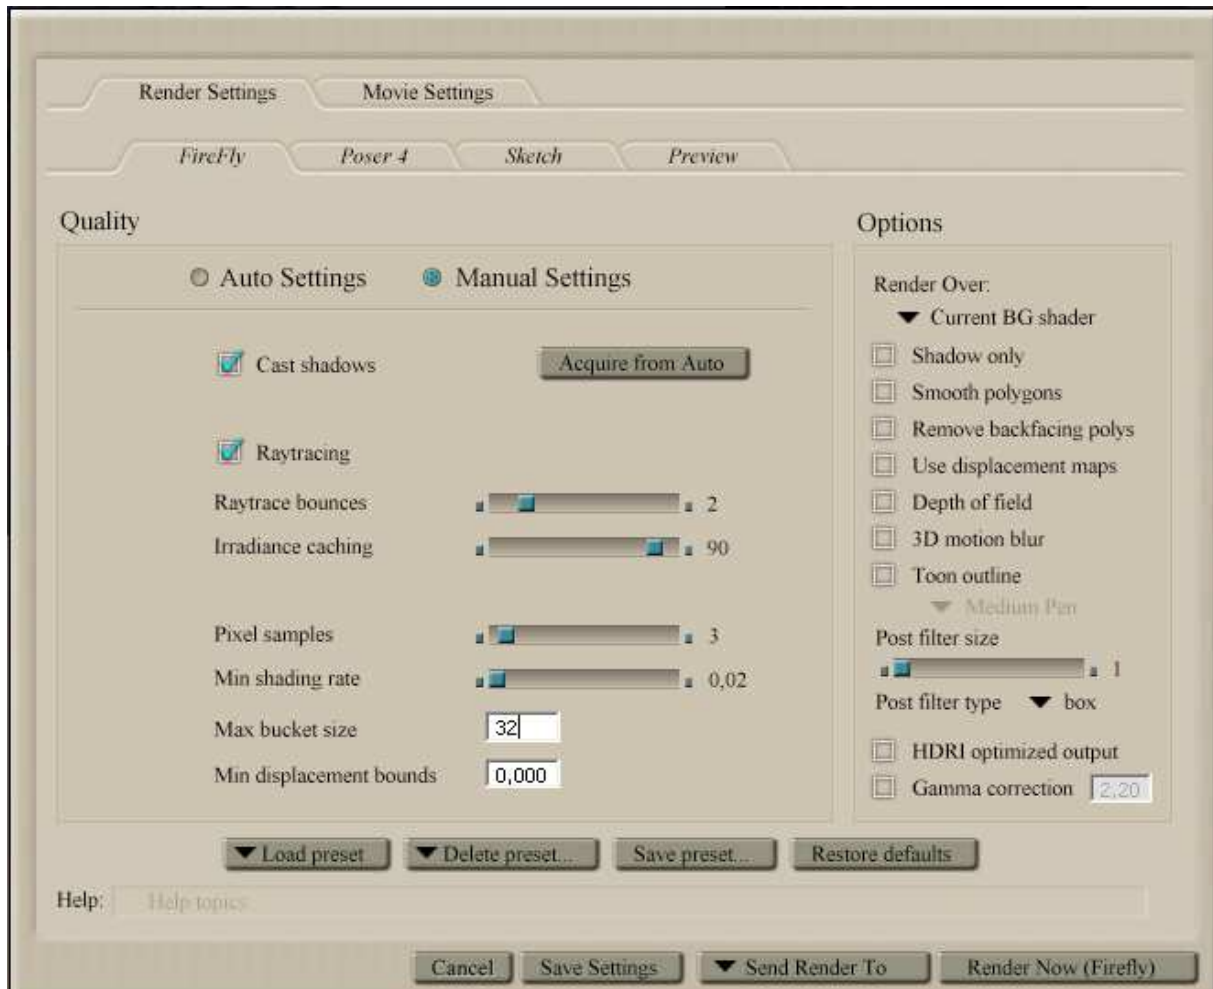 Render Settings Movie Settings
FireFly Poser 4 Sketch Preview
Quality
Auto Settings Manual Settings
Cast shadows Acquire from Auto
Raytracing
Raytrace bounces 2
Irradiance caching 90
Pixel samples 3
Min shading rate 0,02
Max bucket size 32
Min displacement bounds 0,000
Options
Render Over:
Current BG shader
Shadow only
Smooth polygons
Remove backfacing polys
Use displacement maps
Depth of field
3D motion blur
Toon outline
Medium Pen
Post filter size
1
Post filter type box
HDRI optimized output
Gamma correction 2,20
Load preset Delete preset... Save preset... Restore defaults
Help: Help topics
Cancel Save Settings Send Render To Render Now (Firefly)